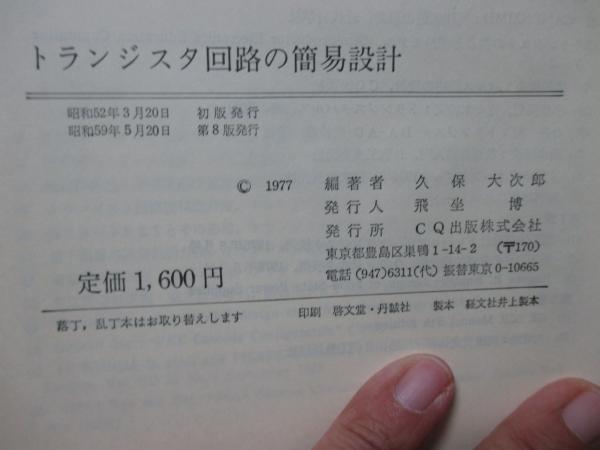 トランジスタ回路の簡易設計
昭和52年3月20日 初版発行
昭和59年5月20日 第8版発行
© 1977 編著者 久保大次郎
発行人 飛坐博
発行所 CQ出版株式会社
東京都豊島区巣鴨1-14-2 (〒170)
電話 (947)6311(代) 振替東京0-10665
定価1,600円
落丁,乱丁本はお取り替えします 印刷 啓文堂・丹誠社 製本 経文社井上製本